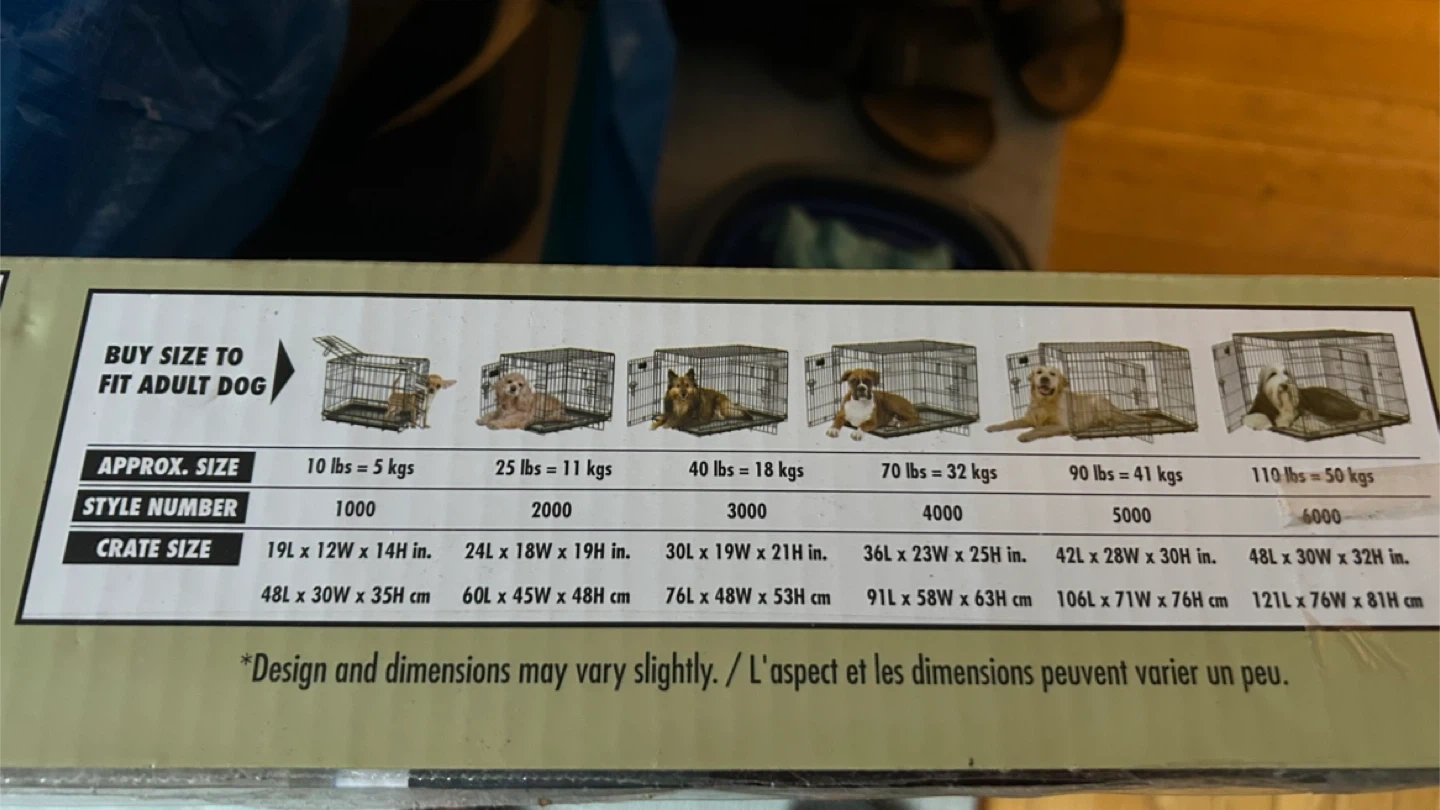 BUY SIZE TO
FIT ADULT DOG
APPROX. SIZE 10 lbs = 5 kgs 25 lbs = 11 kgs 40 lbs = 18 kgs 70 lbs = 32 kgs 90 lbs = 41 kgs 110 lbs = 50 kgs
STYLE NUMBER 1000 2000 3000 4000 5000 6000
CRATE SIZE 19L x 12W x 14H in. 24L x 18W x 19H in. 30L x 19W x 21H in. 36L x 23W x 25H in. 42L x 28W x 30H in. 48L x 30W x 32H in.
48L x 30W x 35H cm 60L x 45W x 48H cm 76L x 48W x 53H cm 91L x 58W x 63H cm 106L x 71W x 76H cm 121L x 76W x 81H cm
*Design and dimensions may vary slightly. / L'aspect et les dimensions peuvent varier un peu.